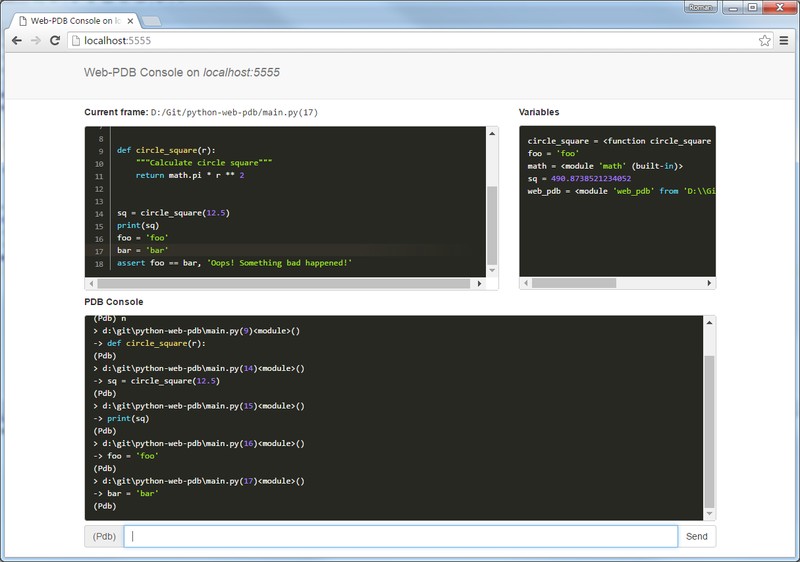 Roman
Web-PDB Console on lo
localhost:5555
Web-PDB Console on localhost:5555
Current frame: D:/Git/python-web-pdb/main.py(17)
7
8
9 def circle_square(r):
10 """Calculate circle square"""
11 return math.pi * r ** 2
12
13
14 sq = circle_square(12.5)
15 print(sq)
16 foo = 'foo'
17 bar = 'bar'
18 assert foo == bar, 'Oops! Something bad happened!'
Variables
circle_square = <function circle_square
foo = 'foo'
math = <module 'math' (built-in)>
sq = 490.8738521234052
web_pdb = <module 'web_pdb' from 'D:\\Gi
PDB Console
(Pdb) n
> d:\git\python-web-pdb\main.py(9)<module>()
-> def circle_square(r):
(Pdb)
> d:\git\python-web-pdb\main.py(14)<module>()
-> sq = circle_square(12.5)
(Pdb)
> d:\git\python-web-pdb\main.py(15)<module>()
-> print(sq)
(Pdb)
> d:\git\python-web-pdb\main.py(16)<module>()
-> foo = 'foo'
(Pdb)
> d:\git\python-web-pdb\main.py(17)<module>()
-> bar = 'bar'
(Pdb)
(Pdb)
Send